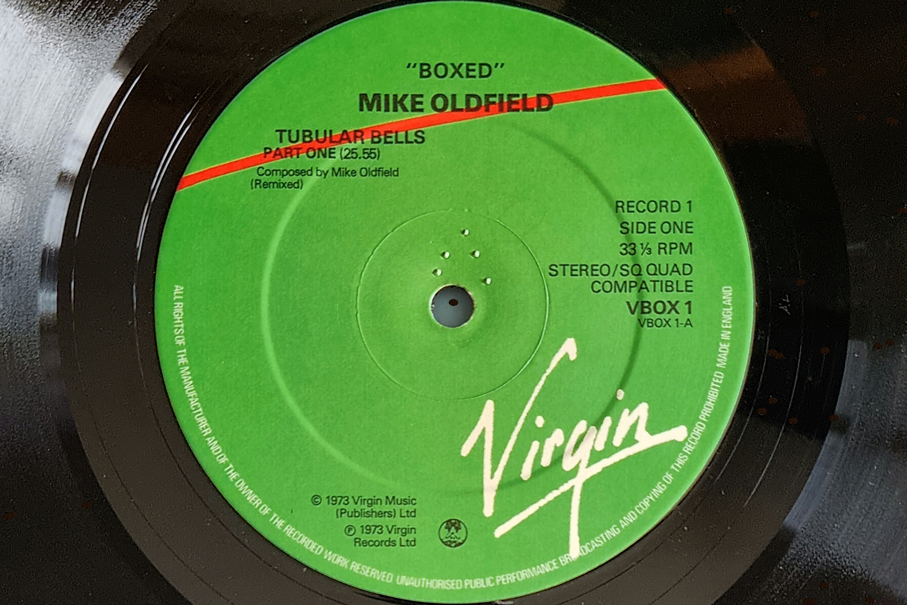 "BOXED"
MIKE OLDFIELD
TUBULAR BELLS
PART ONE (25.55)
Composed by Mike Oldfield
(Remixed)
RECORD 1
SIDE ONE
33⅓ RPM
STEREO/SQ QUAD
COMPATIBLE
VBOX 1
VBOX 1-A
Virgin
© 1973 Virgin Music
(Publishers) Ltd
℗ 1973 Virgin
Records Ltd
ALL RIGHTS OF THE MANUFACTURER AND OF THE OWNER OF THE RECORDED WORK RESERVED UNAUTHORISED PUBLIC PERFORMANCE BROADCASTING AND COPYING OF THIS RECORD PROHIBITED MADE IN ENGLAND